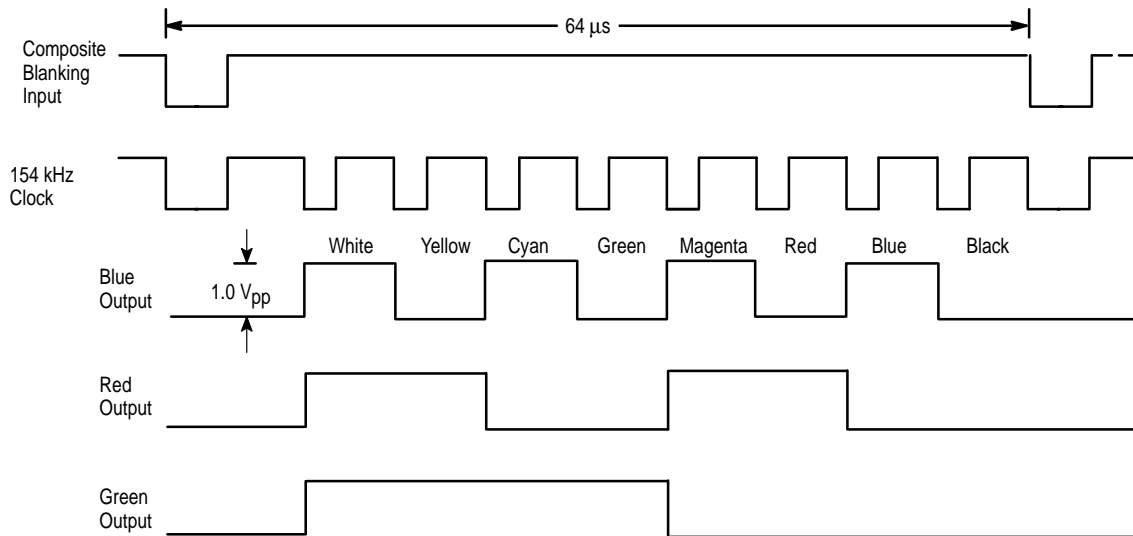 64 μs
Composite
Blanking
Input
154 kHz
Clock
White Yellow Cyan Green Magenta Red Blue Black
Blue
Output
1.0 Vpp
Red
Output
Green
Output